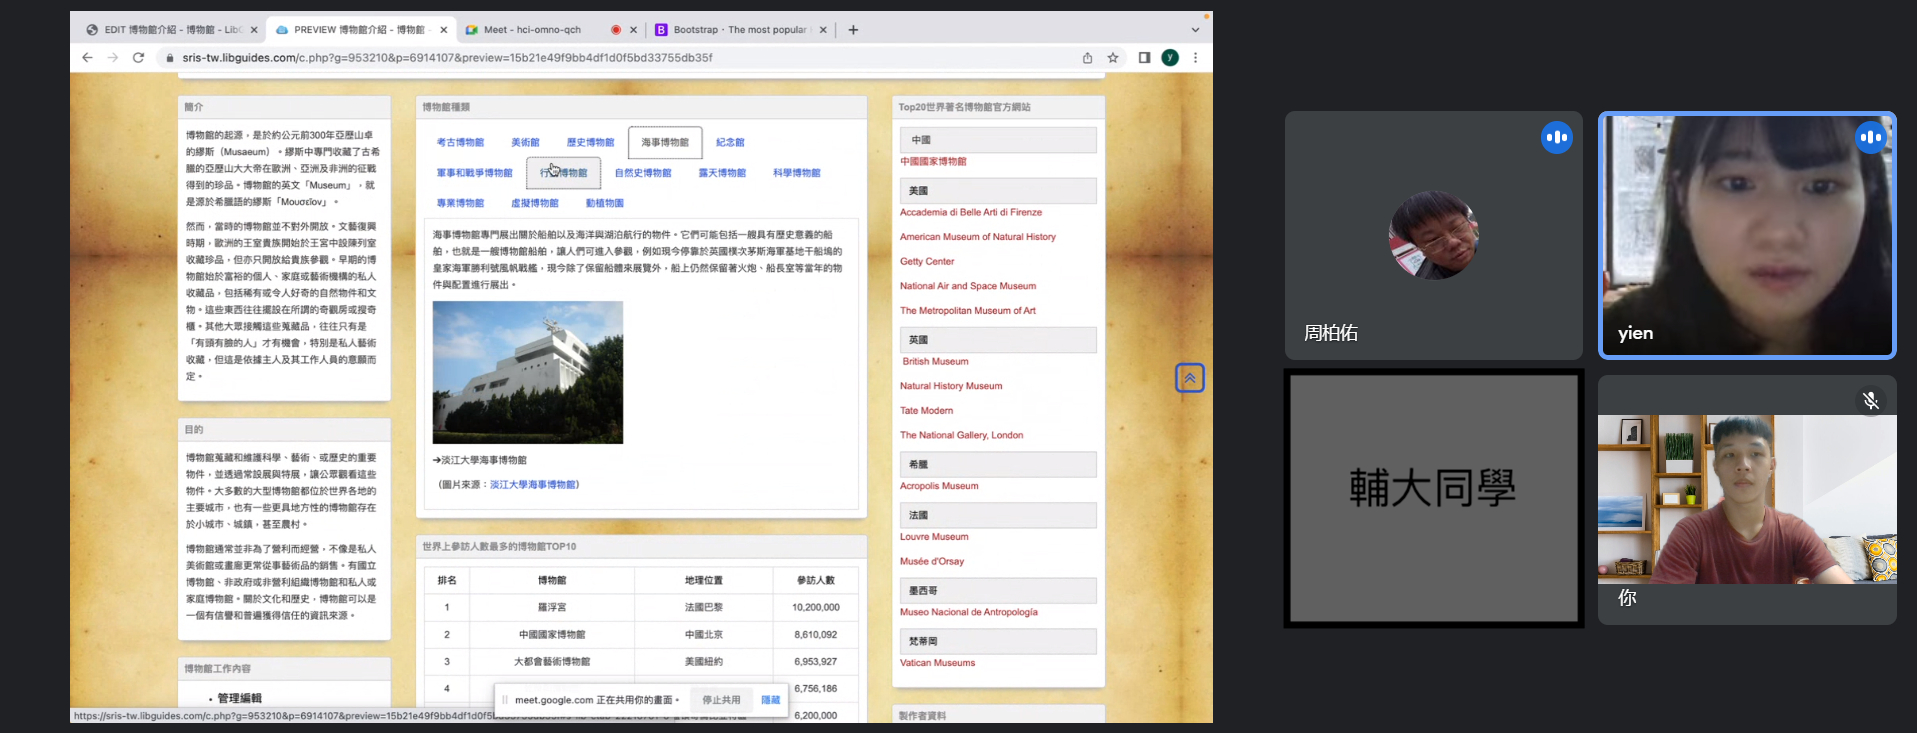 EDIT 博物館介紹 - 博物館 - Lib
PREVIEW 博物館介紹 - 博物館 -
Meet - hci-omno-qch
Bootstrap · The most popular
sris-tw.libguides.com/c.php?g=953210&p=6914107&preview=15b21e49f9bb4df1d0f5bd33755db35f
y
簡介
博物館的起源，是於約公元前300年亞歷山卓
的繆斯（Musaeum）。繆斯中專門收藏了古希
臘的亞歷山大大帝在歐洲、亞洲及非洲的征戰
得到的珍品。博物館的英文「Museum」，就
是源於希臘語的繆斯「Μουσεῖον」。
然而，當時的博物館並不對外開放。文藝復興
時期，歐洲的王室貴族開始於王宮中設陳列室
收藏珍品，但亦只開放給貴族參觀。早期的博
物館始於富裕的個人、家庭或藝術機構的私人
收藏品，包括稀有或令人好奇的自然物件和文
物。這些東西往往擺設在所謂的奇觀房或搜奇
櫃。其他大眾接觸這些蒐藏品，往往只有是
「有頭有臉的人」才有機會，特別是私人藝術
收藏，但這是依據主人及其工作人員的意願而
定。
目的
博物館蒐藏和維護科學、藝術、或歷史的重要
物件，並透過常設展與特展，讓公眾觀看這些
物件。大多數的大型博物館都位於世界各地的
主要城市，也有一些更具地方性的博物館存在
於小城市、城鎮，甚至農村。
博物館通常並非為了營利而經營，不像是私人
美術館或畫廊更常從事藝術品的銷售。有國立
博物館、非政府或非營利組織博物館和私人或
家庭博物館。關於文化和歷史，博物館可以是
一個有信譽和普遍獲得信任的資訊來源。
博物館工作內容
• 管理編輯
博物館種類
考古博物館 美術館 歷史博物館 海事博物館 紀念館
軍事和戰爭博物館 行 博物館 自然史博物館 露天博物館 科學博物館
專業博物館 虛擬博物館 動植物園
海事博物館專門展出關於船舶以及海洋與湖泊航行的物件。它們可能包括一艘具有歷史意義的船
舶，也就是一艘博物館船舶，讓人們可進入參觀，例如現今停靠於英國樸次茅斯海軍基地干船塢的
皇家海軍勝利號風帆戰艦，現今除了保留船體來展覽外，船上仍然保留著火炮、船長室等當年的物
件與配置進行展出。
➔淡江大學海事博物館
（圖片來源：淡江大學海事博物館）
世界上參訪人數最多的博物館TOP10
排名 博物館 地理位置 參訪人數
1 羅浮宮 法國巴黎 10,200,000
2 中國國家博物館 中國北京 8,610,092
3 大都會藝術博物館 美國紐約 6,953,927
4 6,756,186
6,200,000
meet.google.com 正在共用你的畫面。 停止共用 隱藏
https://sris-tw.libguides.com/c.php?g=953210&p=6914107&preview=15b21e49f9bb4df1d0f5b
Top20世界著名博物館官方網站
中國
中國國家博物館
美國
Accademia di Belle Arti di Firenze
American Museum of Natural History
Getty Center
National Air and Space Museum
The Metropolitan Museum of Art
英國
British Museum
Natural History Museum
Tate Modern
The National Gallery, London
希臘
Acropolis Museum
法國
Louvre Museum
Musée d'Orsay
墨西哥
Museo Nacional de Antropología
梵蒂岡
Vatican Museums
製作者資料
周柏佑
yien
輔大同學
你